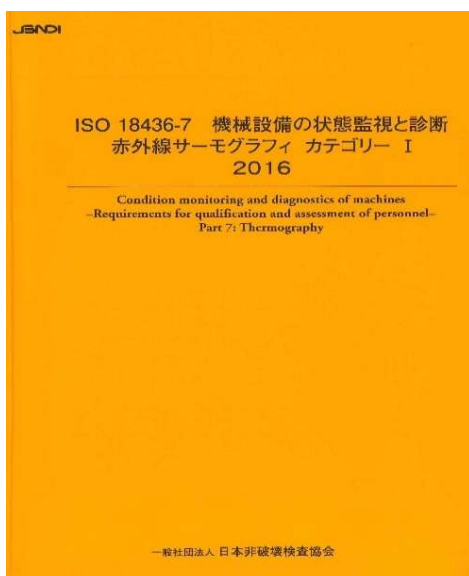 JSNDI
ISO 18436-7 機械設備の状態監視と診断
赤外線サーモグラフィ カテゴリー Ⅰ
2016
Condition monitoring and diagnostics of machines
–Requirements for qualification and assessment of personnel–
Part 7: Thermography
一般社団法人 日本非破壊検査協会